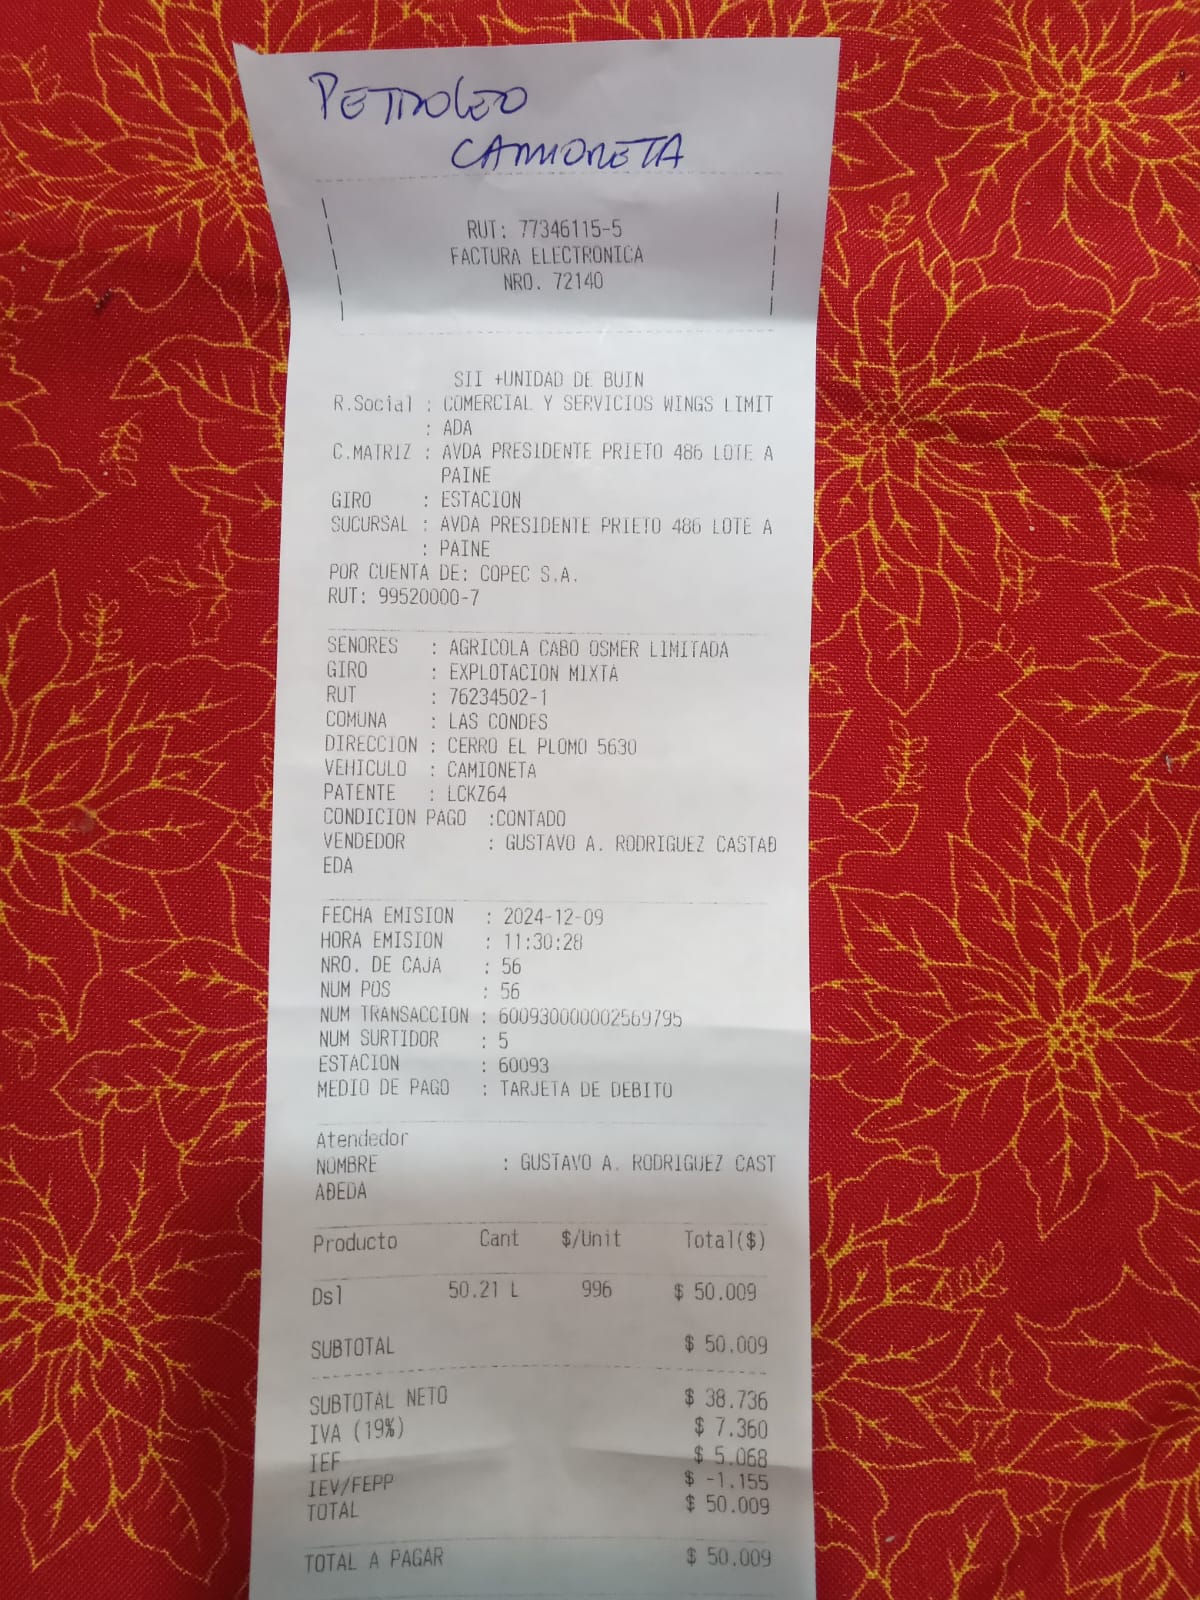 PETROLEO
CAMIONETA
RUT: 77346115-5
FACTURA ELECTRONICA
NRO. 72140
SII +UNIDAD DE BUIN
R.Social : COMERCIAL Y SERVICIOS WINGS LIMIT
: ADA
C.MATRIZ : AVDA PRESIDENTE PRIETO 486 LOTE A
PAINE
GIRO : ESTACION
SUCURSAL : AVDA PRESIDENTE PRIETO 486 LOTE A
: PAINE
POR CUENTA DE: COPEC S.A.
RUT: 99520000-7
SENORES : AGRICOLA CABO OSMER LIMITADA
GIRO : EXPLOTACION MIXTA
RUT : 76234502-1
COMUNA : LAS CONDES
DIRECCION : CERRO EL PLOMO 5630
VEHICULO : CAMIONETA
PATENTE : LCKZ64
CONDICION PAGO :CONTADO
VENDEDOR : GUSTAVO A. RODRIGUEZ CASTAÐ
EDA
FECHA EMISION : 2024-12-09
HORA EMISION : 11:30:28
NRO. DE CAJA : 56
NUM POS : 56
NUM TRANSACCION : 600930000002569795
NUM SURTIDOR : 5
ESTACION : 60093
MEDIO DE PAGO : TARJETA DE DEBITO
Atendedor
NOMBRE : GUSTAVO A. RODRIGUEZ CAST
AÐEDA
Producto Cant $/Unit Total($)
Dsl 50.21 L 996 $ 50.009
SUBTOTAL $ 50.009
SUBTOTAL NETO $ 38.736
IVA (19%) $ 7.360
IEF $ 5.068
IEV/FEPP $ -1.155
TOTAL $ 50.009
TOTAL A PAGAR $ 50.009